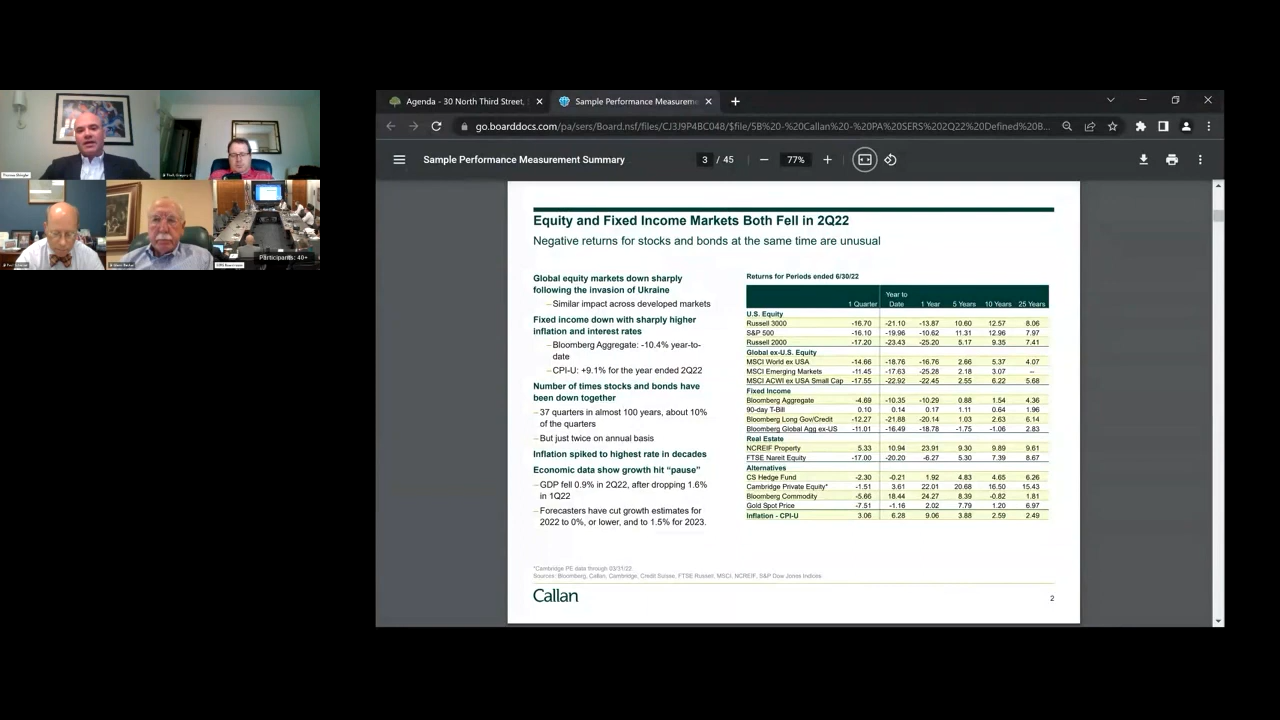 Agenda - 30 North Third Street,
Sample Performance Measureme
go.boarddocs.com/pa/sers/Board.nsf/files/CJ3J9P4BC048/$file/5B%20-%20Callan%20-%20PA%20SERS%202Q22%20Defined%20B...
Sample Performance Measurement Summary
3 / 45
77%
Participants: 40+
Equity and Fixed Income Markets Both Fell in 2Q22
Negative returns for stocks and bonds at the same time are unusual
Global equity markets down sharply
following the invasion of Ukraine
– Similar impact across developed markets
Fixed income down with sharply higher
inflation and interest rates
– Bloomberg Aggregate: -10.4% year-to-
date
– CPI-U: +9.1% for the year ended 2Q22
Number of times stocks and bonds have
been down together
– 37 quarters in almost 100 years, about 10%
of the quarters
– But just twice on annual basis
Inflation spiked to highest rate in decades
Economic data show growth hit “pause”
– GDP fell 0.9% in 2Q22, after dropping 1.6%
in 1Q22
– Forecasters have cut growth estimates for
2022 to 0%, or lower, and to 1.5% for 2023.
Returns for Periods ended 6/30/22
1 Quarter Year to Date 1 Year 5 Years 10 Years 25 Years
U.S. Equity
Russell 3000 -16.70 -21.10 -13.87 10.60 12.57 8.06
S&P 500 -16.10 -19.96 -10.62 11.31 12.96 7.97
Russell 2000 -17.20 -23.43 -25.20 5.17 9.35 7.41
Global ex-U.S. Equity
MSCI World ex USA -14.66 -18.76 -16.76 2.66 5.37 4.07
MSCI Emerging Markets -11.45 -17.63 -25.28 2.18 3.07 --
MSCI ACWI ex USA Small Cap -17.55 -22.92 -22.45 2.55 6.22 5.68
Fixed Income
Bloomberg Aggregate -4.69 -10.35 -10.29 0.88 1.54 4.36
90-day T-Bill 0.10 0.14 0.17 1.11 0.64 1.96
Bloomberg Long Gov/Credit -12.27 -21.88 -20.14 1.03 2.63 6.14
Bloomberg Global Agg ex-US -11.01 -16.49 -18.78 -1.75 -1.06 2.83
Real Estate
NCREIF Property 5.33 10.94 23.91 9.30 9.89 9.61
FTSE Nareit Equity -17.00 -20.20 -6.27 5.30 7.39 8.67
Alternatives
CS Hedge Fund -2.30 -0.21 1.92 4.83 4.65 6.26
Cambridge Private Equity* -1.51 3.61 22.01 20.68 16.50 15.43
Bloomberg Commodity -5.66 18.44 24.27 8.39 -0.82 1.81
Gold Spot Price -7.51 -1.16 2.02 7.79 1.20 6.97
Inflation - CPI-U 3.06 6.28 9.06 3.88 2.59 2.49
*Cambridge PE data through 03/31/22.
Sources: Bloomberg, Callan, Cambridge, Credit Suisse, FTSE Russell, MSCI, NCREIF, S&P Dow Jones Indices
Callan
2